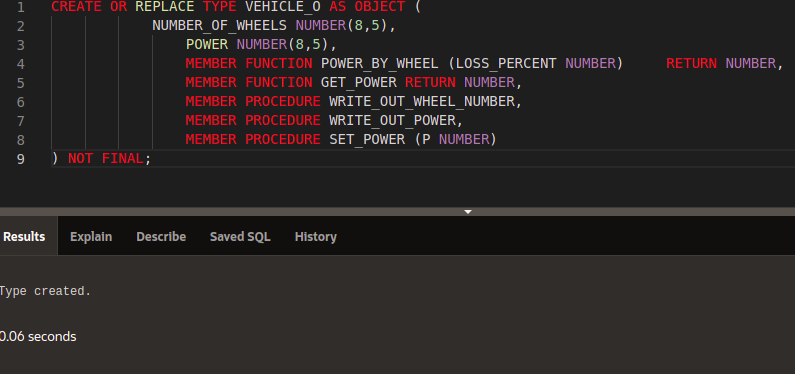 1 CREATE OR REPLACE TYPE VEHICLE_O AS OBJECT (
2 NUMBER_OF_WHEELS NUMBER(8,5),
3 POWER NUMBER(8,5),
4 MEMBER FUNCTION POWER_BY_WHEEL (LOSS_PERCENT NUMBER) RETURN NUMBER,
5 MEMBER FUNCTION GET_POWER RETURN NUMBER,
6 MEMBER PROCEDURE WRITE_OUT_WHEEL_NUMBER,
7 MEMBER PROCEDURE WRITE_OUT_POWER,
8 MEMBER PROCEDURE SET_POWER (P NUMBER)
9 ) NOT FINAL;
Results Explain Describe Saved SQL History
Type created.
0.06 seconds